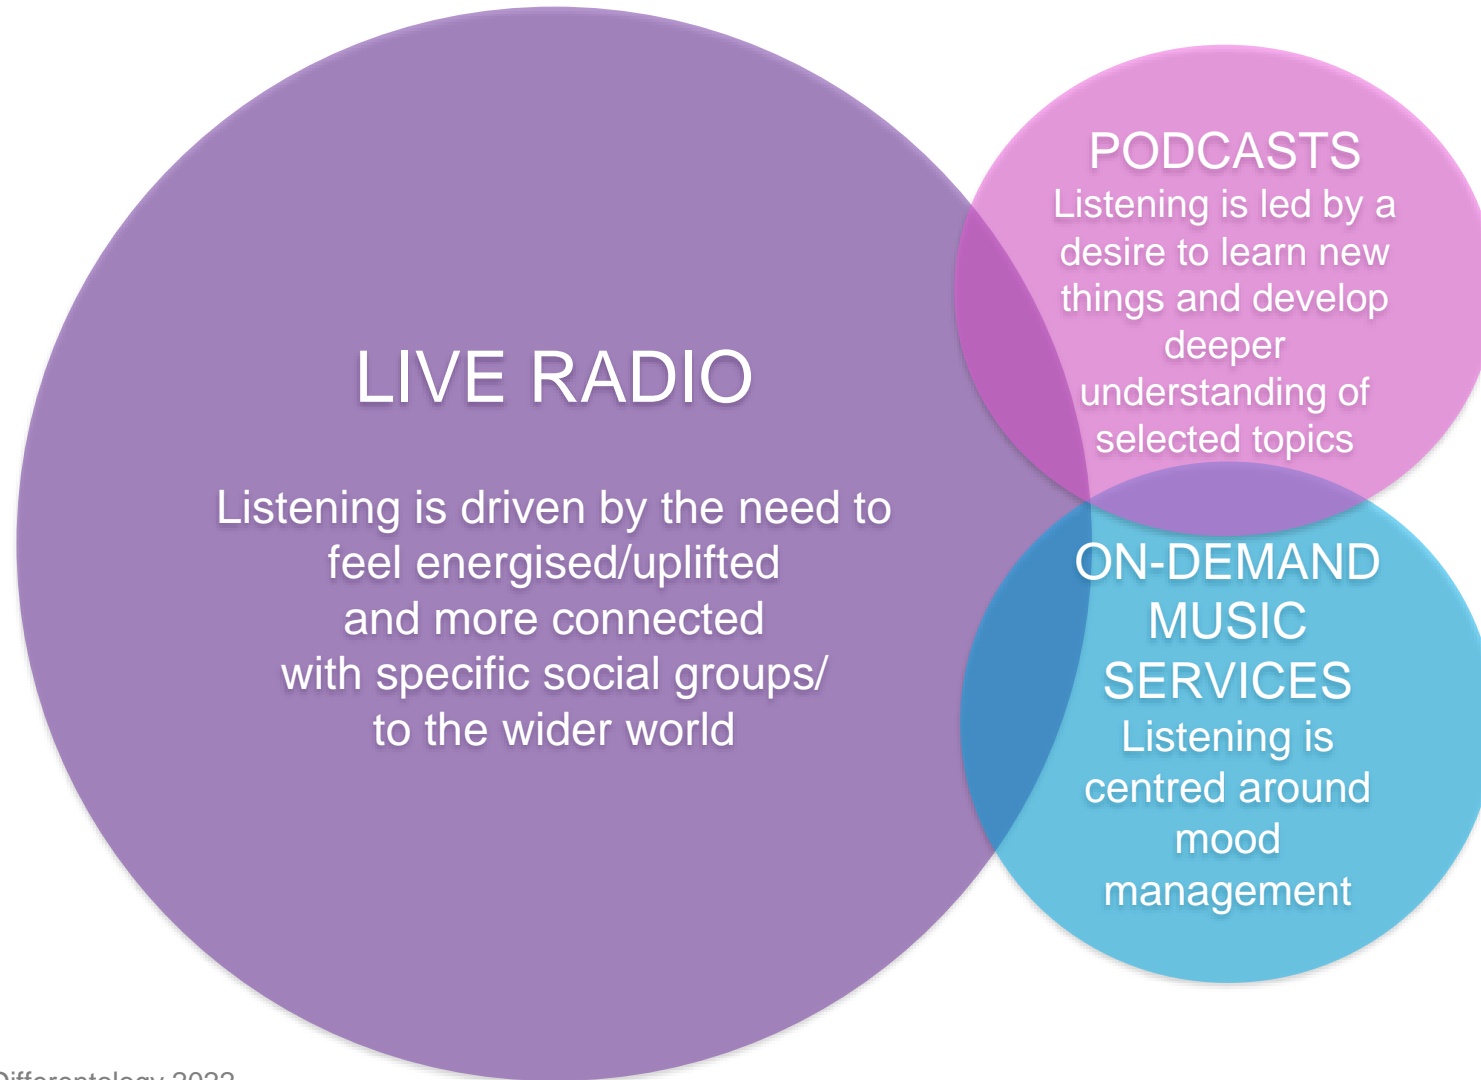 LIVE RADIO
Listening is driven by the need to
feel energised/uplifted
and more connected
with specific social groups/
to the wider world
PODCASTS
Listening is led by a
desire to learn new
things and develop
deeper
understanding of
selected topics
ON-DEMAND
MUSIC
SERVICES
Listening is
centred around
mood
management